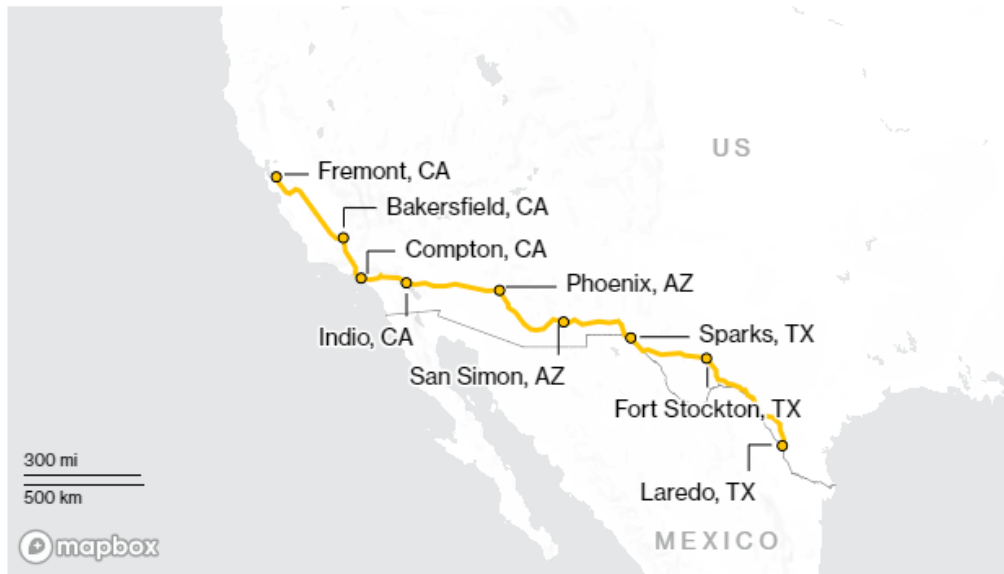 US
Fremont, CA
Bakersfield, CA
Compton, CA
Phoenix, AZ
Indio, CA
Sparks, TX
San Simon, AZ
Fort Stockton, TX
300 mi
500 km
Laredo, TX
mapbox
MEXICO